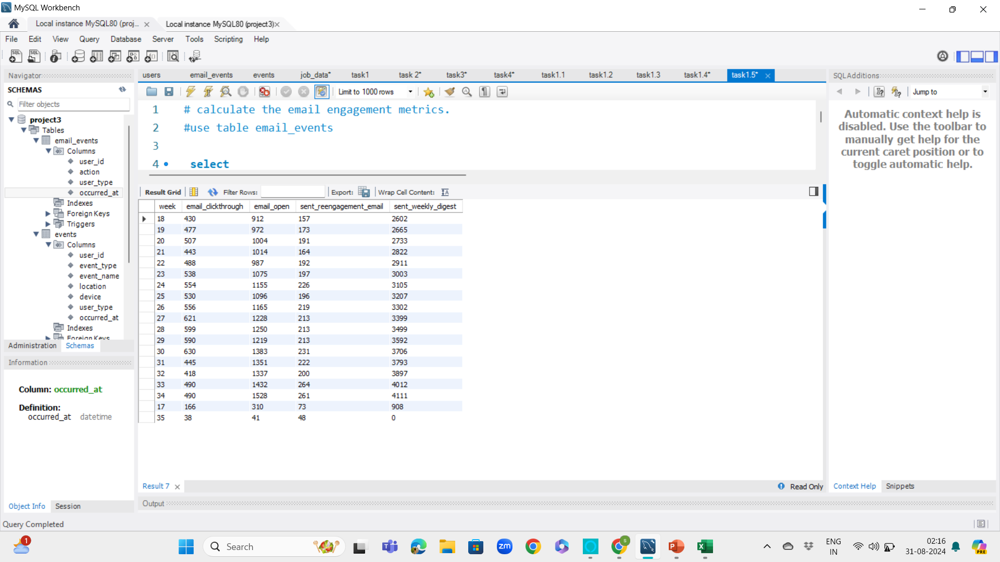 MySQL Workbench
Local instance MySQL80 (proj...
Local instance MySQL80 (project3)
File Edit View Query Database Server Tools Scripting Help
Navigator
SCHEMAS
Filter objects
project3
Tables
email_events
Columns
user_id
action
user_type
occurred_at
Indexes
Foreign Keys
Triggers
events
Columns
user_id
event_type
event_name
location
device
user_type
occurred_at
Indexes
Foreign Keys
Administration Schemas
Information
Column: occurred_at
Definition:
occurred_at datetime
Object Info Session
Query Completed
users email_events events job_data* task1 task 2* task3* task4* task1.1 task1.2 task1.3 task1.4* task1.5*
Limit to 1000 rows
1 # calculate the email engagement metrics.
2 #use table email_events
3
4 select
Result Grid Filter Rows: Export: Wrap Cell Content:
week email_clickthrough email_open sent_reengagement_email sent_weekly_digest
18 430 912 157 2602
19 477 972 173 2665
20 507 1004 191 2733
21 443 1014 164 2822
22 488 987 192 2911
23 538 1075 197 3003
24 554 1155 226 3105
25 530 1096 196 3207
26 556 1165 219 3302
27 621 1228 213 3399
28 599 1250 213 3499
29 590 1219 213 3592
30 630 1383 231 3706
31 445 1351 222 3793
32 418 1337 200 3897
33 490 1432 264 4012
34 490 1528 261 4111
17 166 310 73 908
35 38 41 48 0
Result 7
Read Only
Output
SQLAdditions
Jump to
Automatic context help is
disabled. Use the toolbar to
manually get help for the
current caret position or to
toggle automatic help.
Context Help Snippets
1
Search
zm
ENG
IN
02:16
31-08-2024
PRE